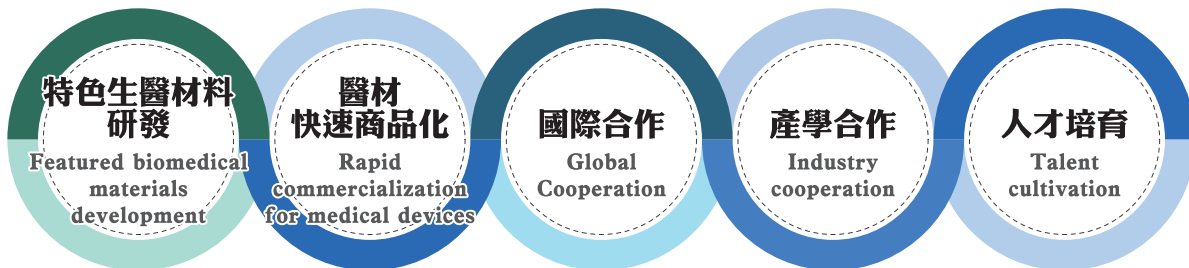 特色生醫材料
研發
Featured biomedical
materials
development
醫材
快速商品化
Rapid
commercialization
for medical devices
國際合作
Global
Cooperation
產學合作
Industry
cooperation
人才培育
Talent
cultivation